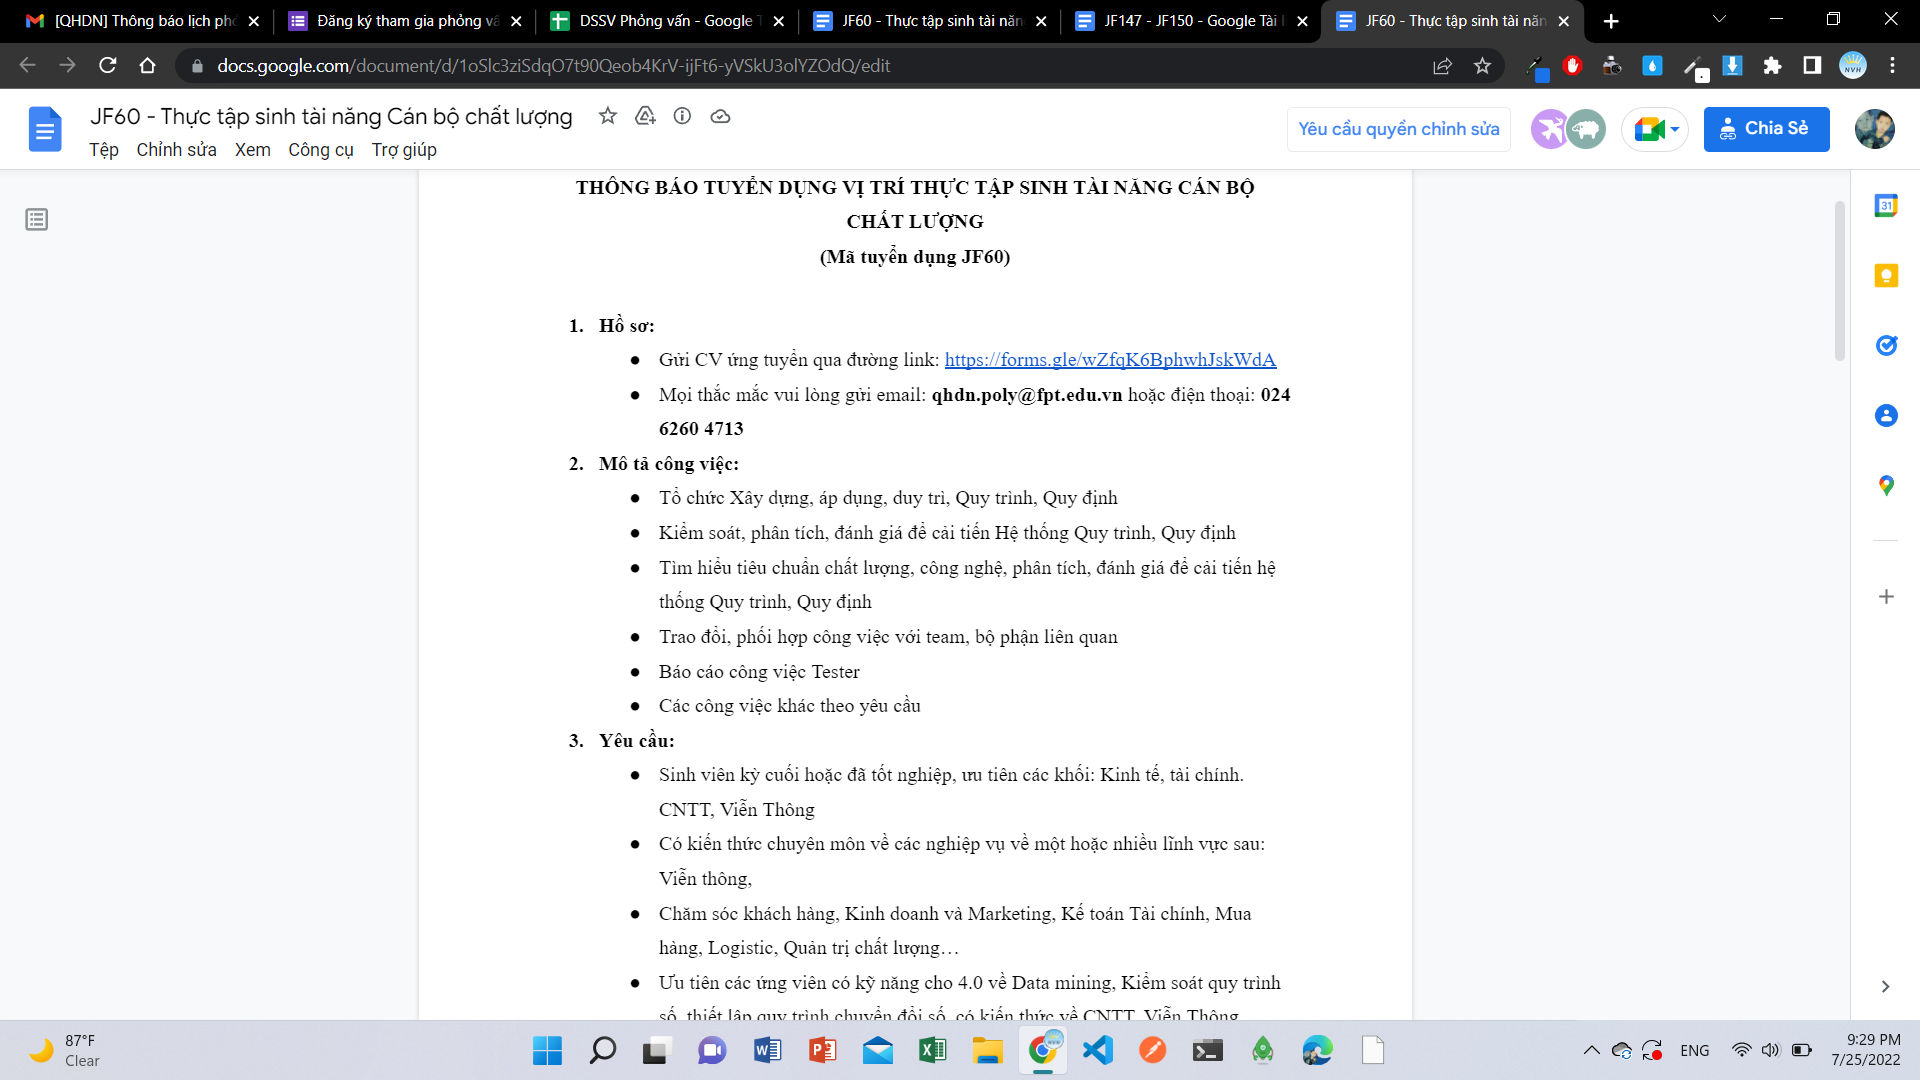 [QHDN] Thông báo lịch phỏ
Đăng ký tham gia phỏng vấ
DSSV Phỏng vấn - Google T
JF60 - Thực tập sinh tài năn
JF147 - JF150 - Google Tài l
JF60 - Thực tập sinh tài năn
docs.google.com/document/d/1oSlc3ziSdqO7t90Qeob4KrV-ijFt6-yVSkU3olYZOdQ/edit
JF60 - Thực tập sinh tài năng Cán bộ chất lượng
Tệp Chỉnh sửa Xem Công cụ Trợ giúp
Yêu cầu quyền chỉnh sửa
Chia Sẻ
THÔNG BÁO TUYỂN DỤNG VỊ TRÍ THỰC TẬP SINH TÀI NĂNG CÁN BỘ
CHẤT LƯỢNG
(Mã tuyển dụng JF60)
1. Hồ sơ:
● Gửi CV ứng tuyển qua đường link: https://forms.gle/wZfqK6BphwhJskWdA
● Mọi thắc mắc vui lòng gửi email: qhdn.poly@fpt.edu.vn hoặc điện thoại: 024
6260 4713
2. Mô tả công việc:
● Tổ chức Xây dựng, áp dụng, duy trì, Quy trình, Quy định
● Kiểm soát, phân tích, đánh giá để cải tiến Hệ thống Quy trình, Quy định
● Tìm hiểu tiêu chuẩn chất lượng, công nghệ, phân tích, đánh giá để cải tiến hệ
thống Quy trình, Quy định
● Trao đổi, phối hợp công việc với team, bộ phận liên quan
● Báo cáo công việc Tester
● Các công việc khác theo yêu cầu
3. Yêu cầu:
● Sinh viên kỳ cuối hoặc đã tốt nghiệp, ưu tiên các khối: Kinh tế, tài chính.
CNTT, Viễn Thông
● Có kiến thức chuyên môn về các nghiệp vụ về một hoặc nhiều lĩnh vực sau:
Viễn thông,
● Chăm sóc khách hàng, Kinh doanh và Marketing, Kế toán Tài chính, Mua
hàng, Logistic, Quản trị chất lượng…
● Ưu tiên các ứng viên có kỹ năng cho 4.0 về Data mining, Kiểm soát quy trình
số, thiết lập quy trình chuyển đổi số, có kiến thức về CNTT, Viễn Thông
31
NVH
87°F
Clear
ENG
9:29 PM
7/25/2022